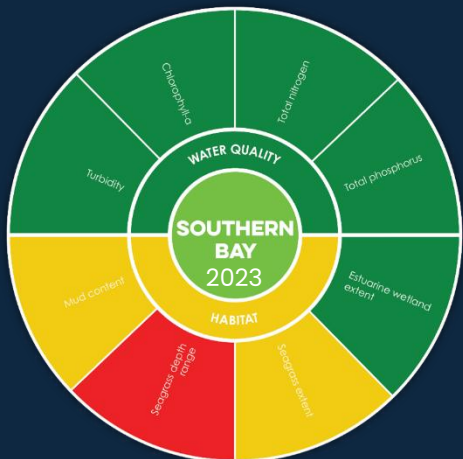 Chlorophyll-a
Total nitrogen
Turbidity
Total phosphorus
WATER QUALITY
SOUTHERN
BAY
2023
HABITAT
Mud content
Estuarine wetland
extent
Seagrass depth
range
Seagrass extent